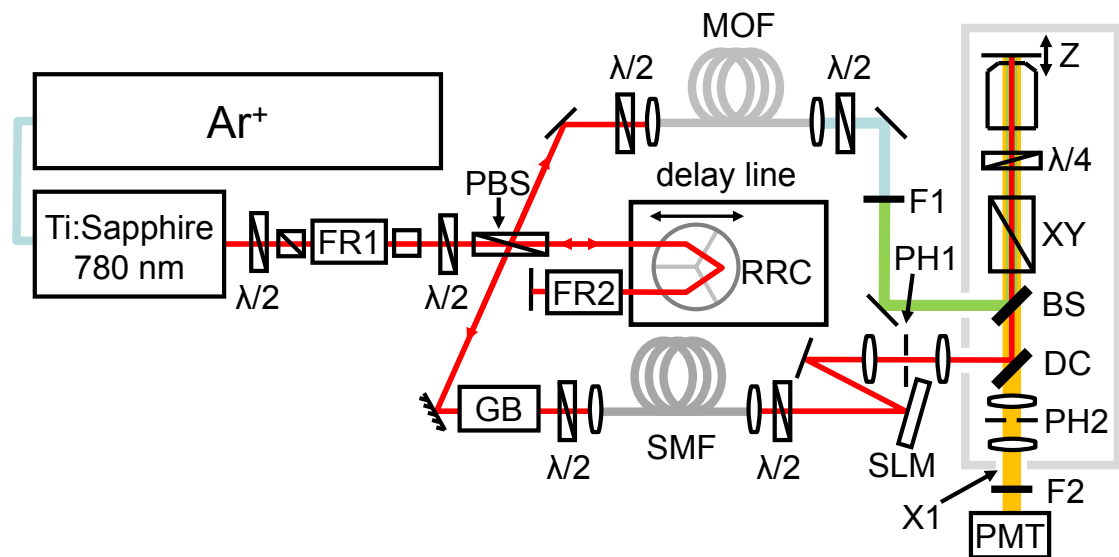 MOF
λ/2
λ/2
Z
Ar⁺
λ/4
PBS
delay line
F1
Ti:Sapphire
780 nm
FR1
XY
PH1
RRC
FR2
λ/2
λ/2
BS
DC
GB
PH2
SMF
λ/2
λ/2
SLM
X1
F2
PMT